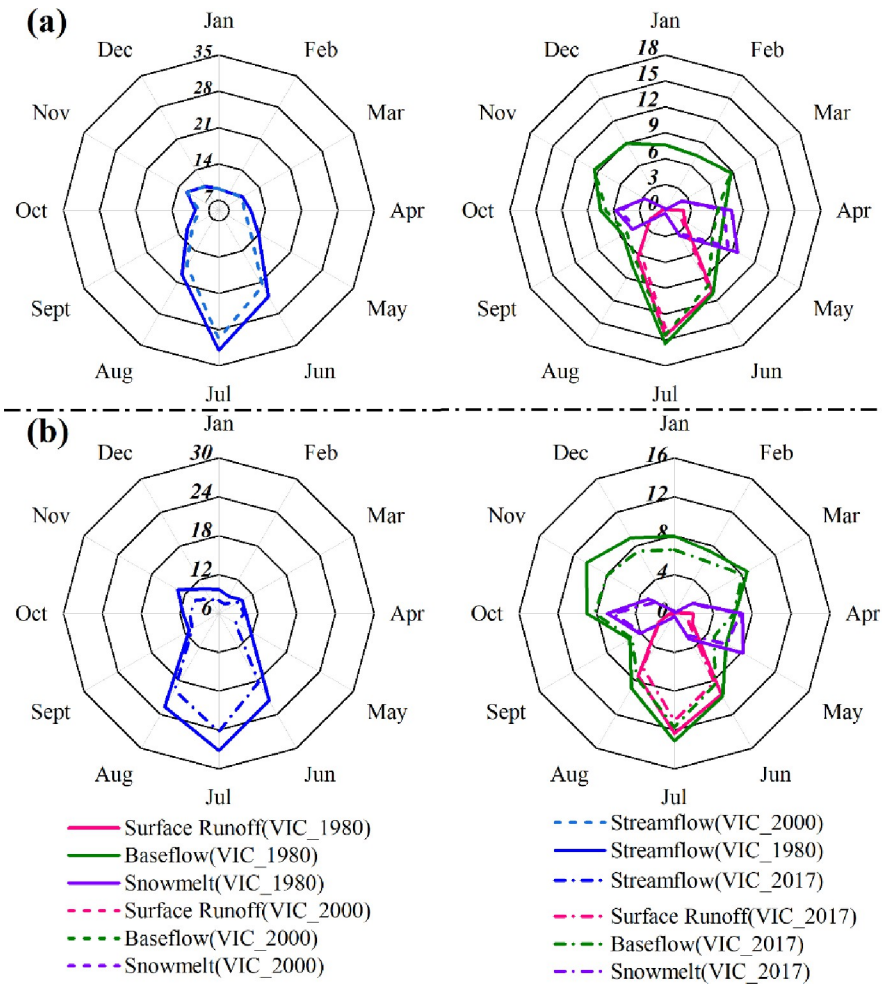 (a)
Jan
Feb
Mar
Apr
May
Jun
Jul
Aug
Sept
Oct
Nov
Dec
35
28
21
14
7
Feb
Mar
Apr
May
Jun
Jul
Aug
Sept
Oct
Nov
Dec
18
15
12
9
6
3
0
(b)
Feb
Mar
Apr
May
Jun
Jul
Aug
Sept
Oct
Nov
Dec
Jan
30
24
18
12
6
Jan
Feb
Mar
Apr
May
Jun
Jul
Aug
Sept
Oct
Nov
Dec
16
12
8
4
0
Surface Runoff(VIC_1980)
Baseflow(VIC_1980)
Snowmelt(VIC_1980)
Surface Runoff(VIC_2000)
Baseflow(VIC_2000)
Snowmelt(VIC_2000)
Streamflow(VIC_2000)
Streamflow(VIC_1980)
Streamflow(VIC_2017)
Surface Runoff(VIC_2017)
Baseflow(VIC_2017)
Snowmelt(VIC_2017)